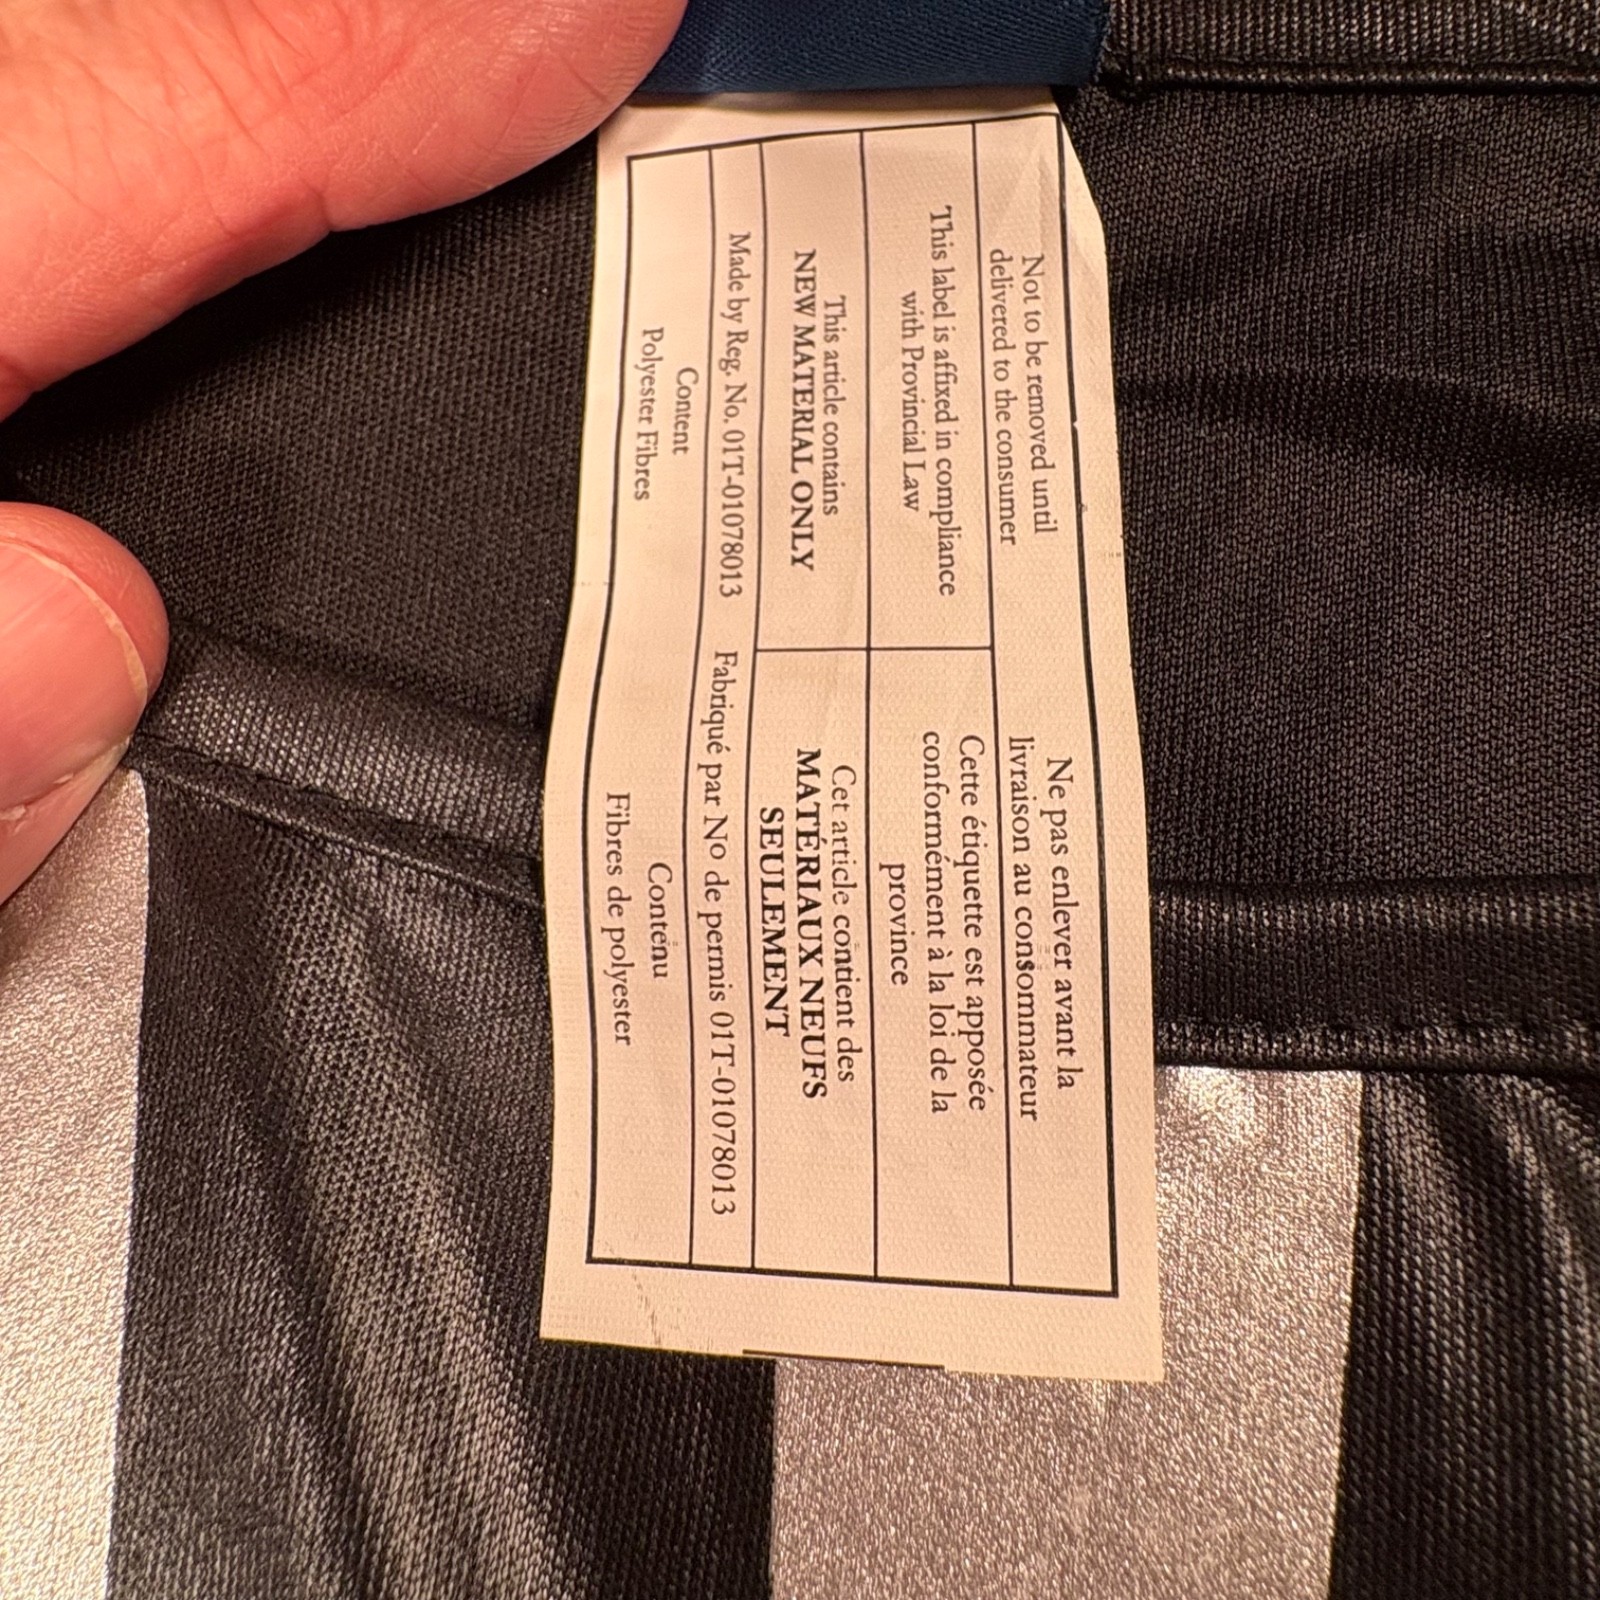 Not to be removed until
delivered to the consumer
Ne pas enlever avant la
livraison au consommateur
This label is affixed in compliance
with Provincial Law
Cette étiquette est apposée
conformément à la loi de la
province
This article contains
NEW MATERIAL ONLY
Cet article contient des
MATÉRIAUX NEUFS
SEULEMENT
Made by Reg. No. 01T-01078013
Fabriqué par No de permis 01T-01078013
Content
Polyester Fibres
Contenu
Fibres de polyester